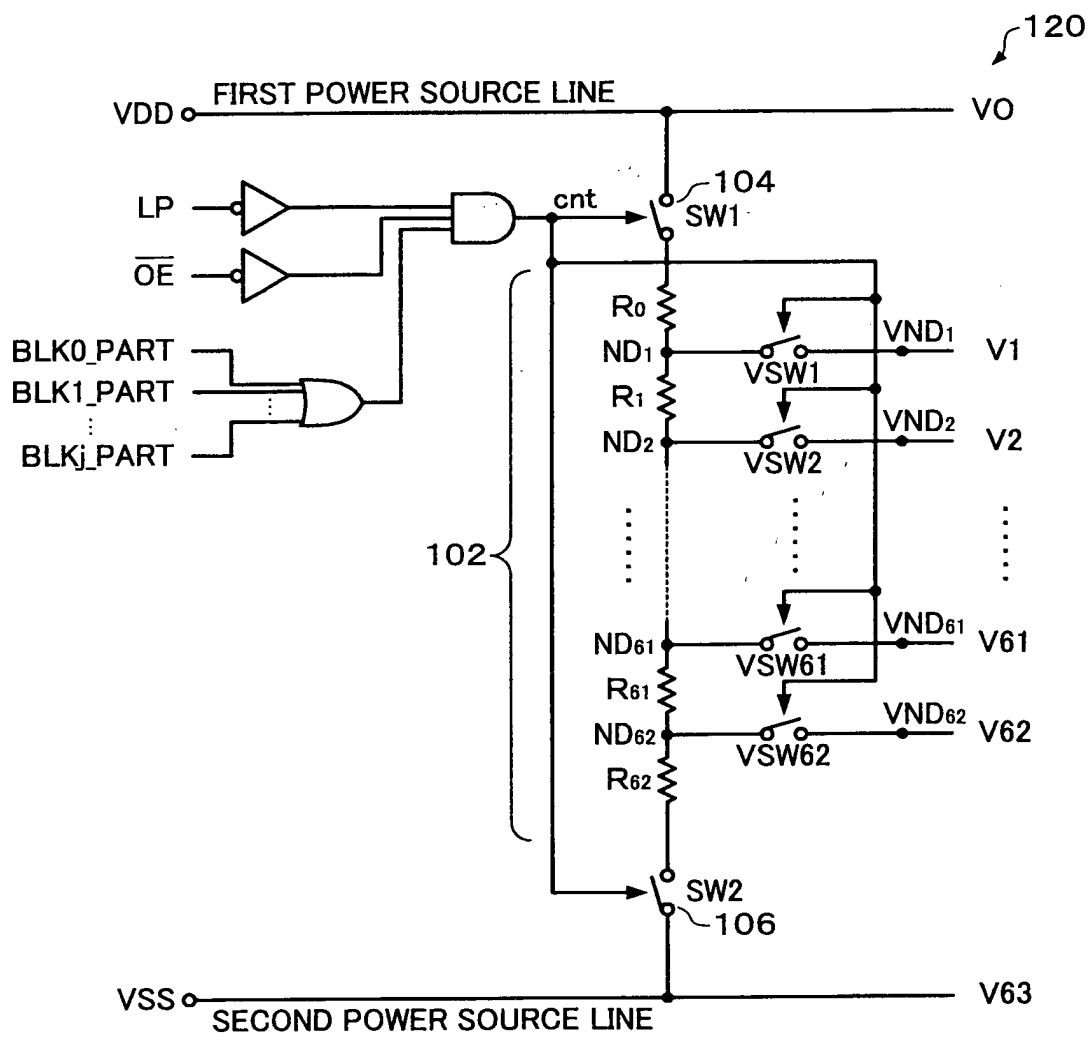 120
FIRST POWER SOURCE LINE
VDD
VO
LP
cnt
104
SW1
OE
R0
BLK0_PART
ND1
VSW1
VND1
V1
BLK1_PART
R1
BLKj_PART
ND2
VSW2
VND2
V2
102
ND61
VSW61
VND61
V61
R61
ND62
VSW62
VND62
V62
R62
SW2
106
VSS
V63
SECOND POWER SOURCE LINE